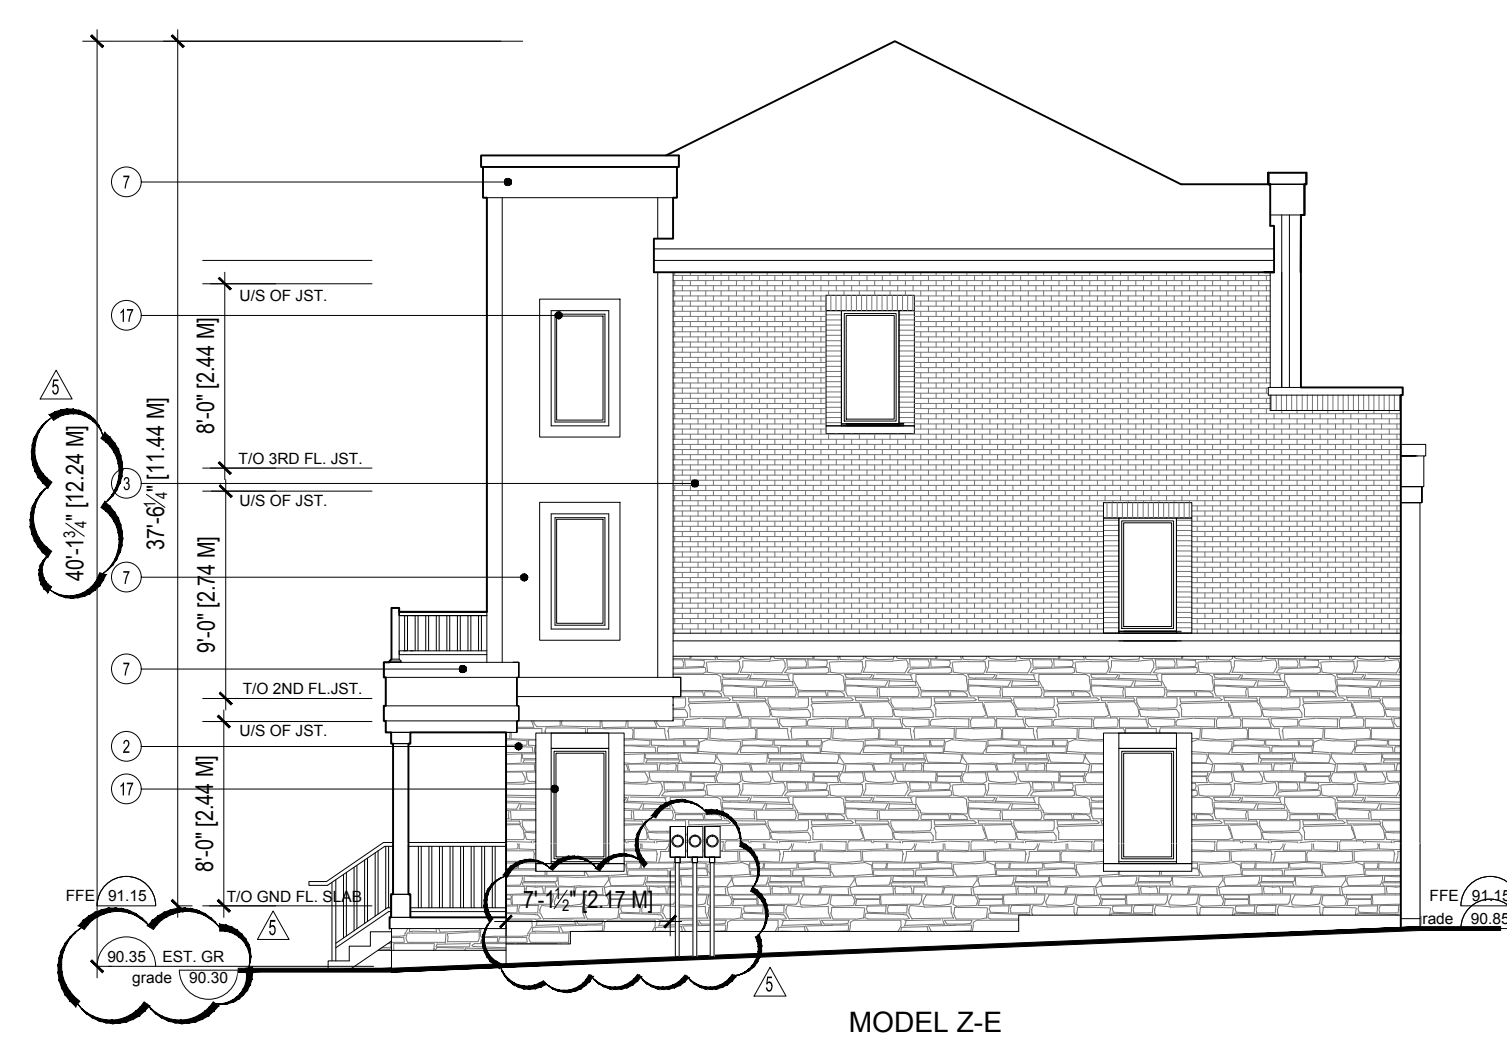 7
U/S OF JST.
17
8'-0" [2.44 M]
5
40'-1¾" [12.24 M]
37'-6¼" [11.44 M]
T/O 3RD FL. JST.
3
U/S OF JST.
9'-0" [2.74 M]
7
7
T/O 2ND FL.JST.
U/S OF JST.
2
17
8'-0" [2.44 M]
FFE 91.15
T/O GND FL. SLAB
7'-1½" [2.17 M]
FFE 91.15
rade 90.85
5
90.35 EST. GR
grade 90.30
5
MODEL Z-E